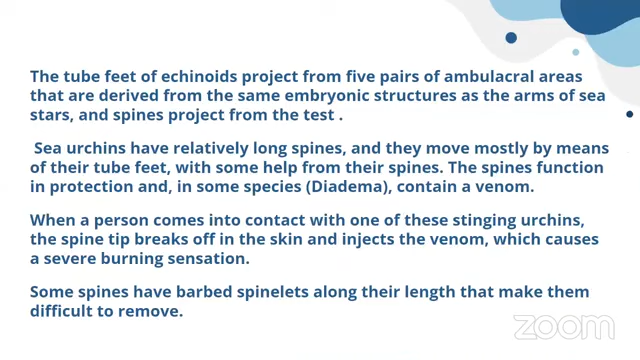 The tube feet of echinoids project from five pairs of ambulacral areas
that are derived from the same embryonic structures as the arms of sea
stars, and spines project from the test .
Sea urchins have relatively long spines, and they move mostly by means
of their tube feet, with some help from their spines. The spines function
in protection and, in some species (Diadema), contain a venom.
When a person comes into contact with one of these stinging urchins,
the spine tip breaks off in the skin and injects the venom, which causes
a severe burning sensation.
Some spines have barbed spinelets along their length that make them
difficult to remove.
zoom